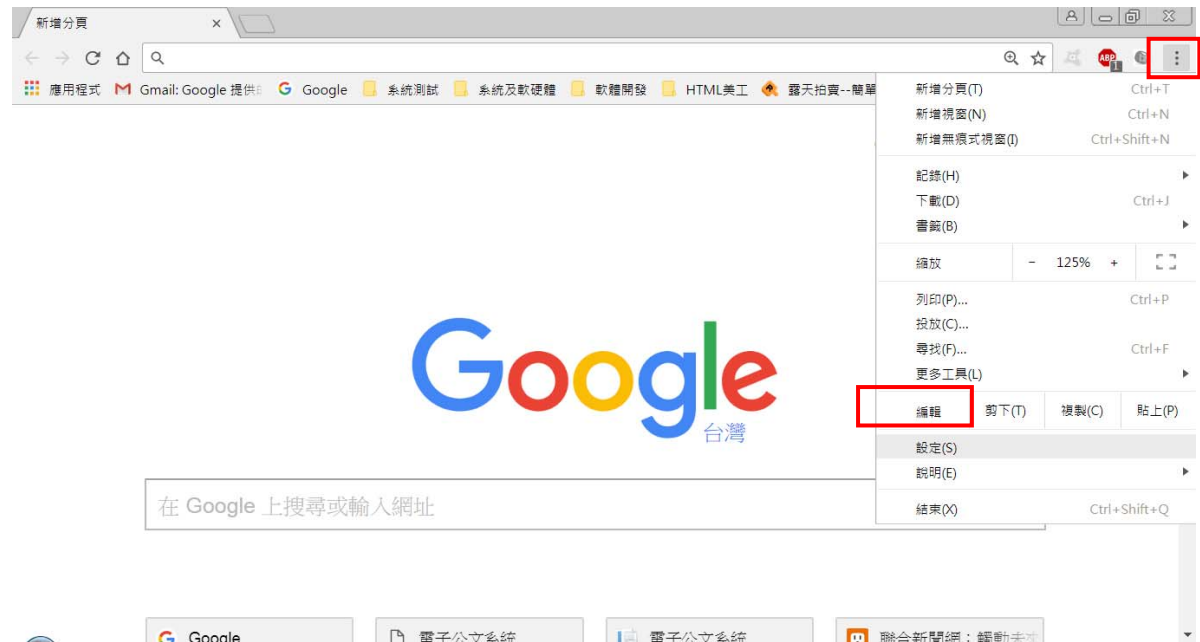 新增分頁
應用程式 Gmail: Google 提供 Google 系統測試 系統及軟硬體 軟體開發 HTML美工 露天拍賣--簡單
ABP 1
新增分頁(T) Ctrl+T
新增視窗(N) Ctrl+N
新增無痕式視窗(I) Ctrl+Shift+N
記錄(H)
下載(D) Ctrl+J
書籤(B)
縮放 - 125% +
列印(P)... Ctrl+P
投放(C)...
尋找(F)... Ctrl+F
更多工具(L)
編輯 剪下(T) 複製(C) 貼上(P)
設定(S)
說明(E)
結束(X) Ctrl+Shift+Q
Google
台灣
在 Google 上搜尋或輸入網址
Google 電子公文系統 電子公文系統 聯合新聞網：觸動未